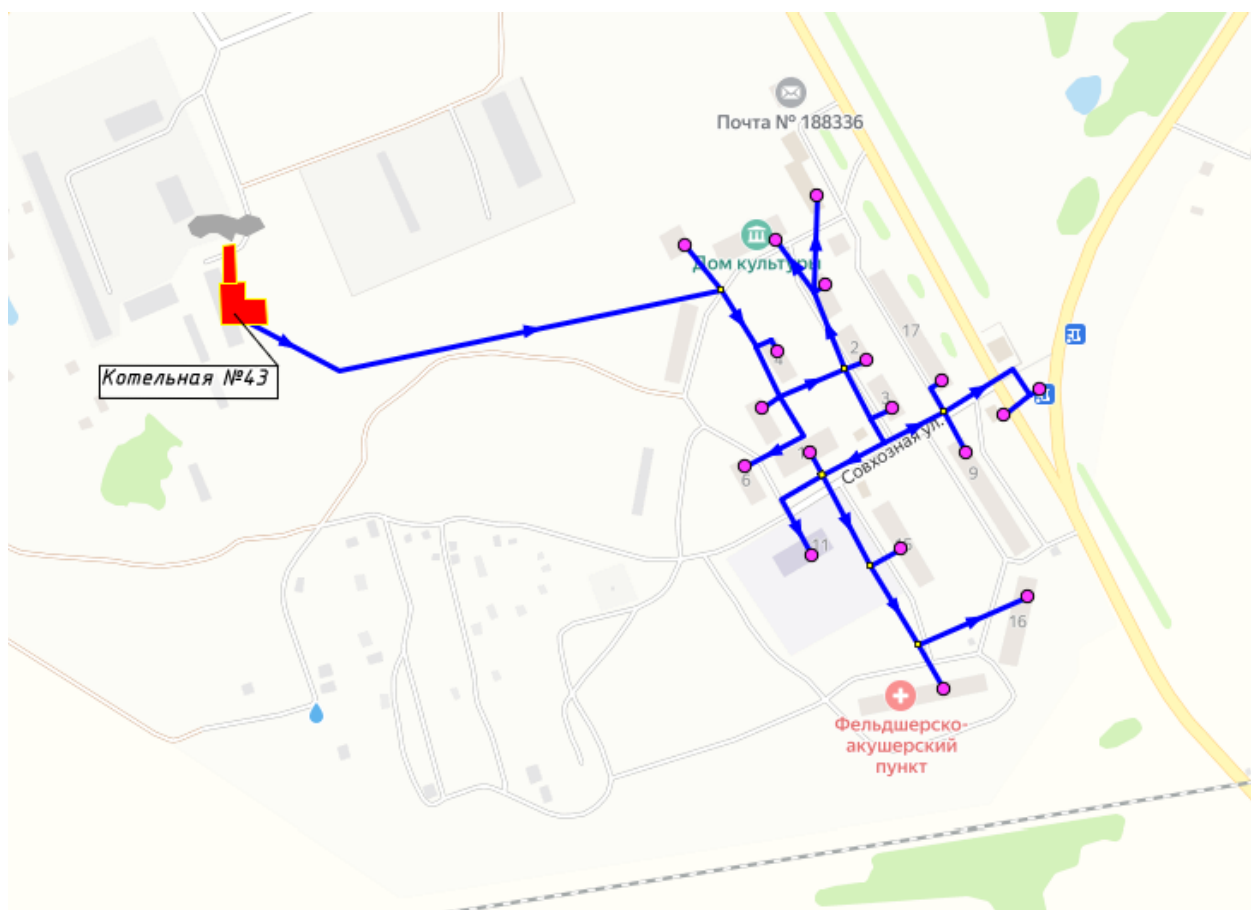 Почта № 188336
Дом культуры
17
Котельная №43
2
4
3
1
Совхозная ул.
6
9
11
15
16
Фельдшерско-
акушерский
пункт